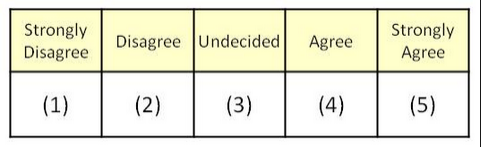 Strongly
Disagree
Disagree
Undecided
Agree
Strongly
Agree
(1)
(2)
(3)
(4)
(5)